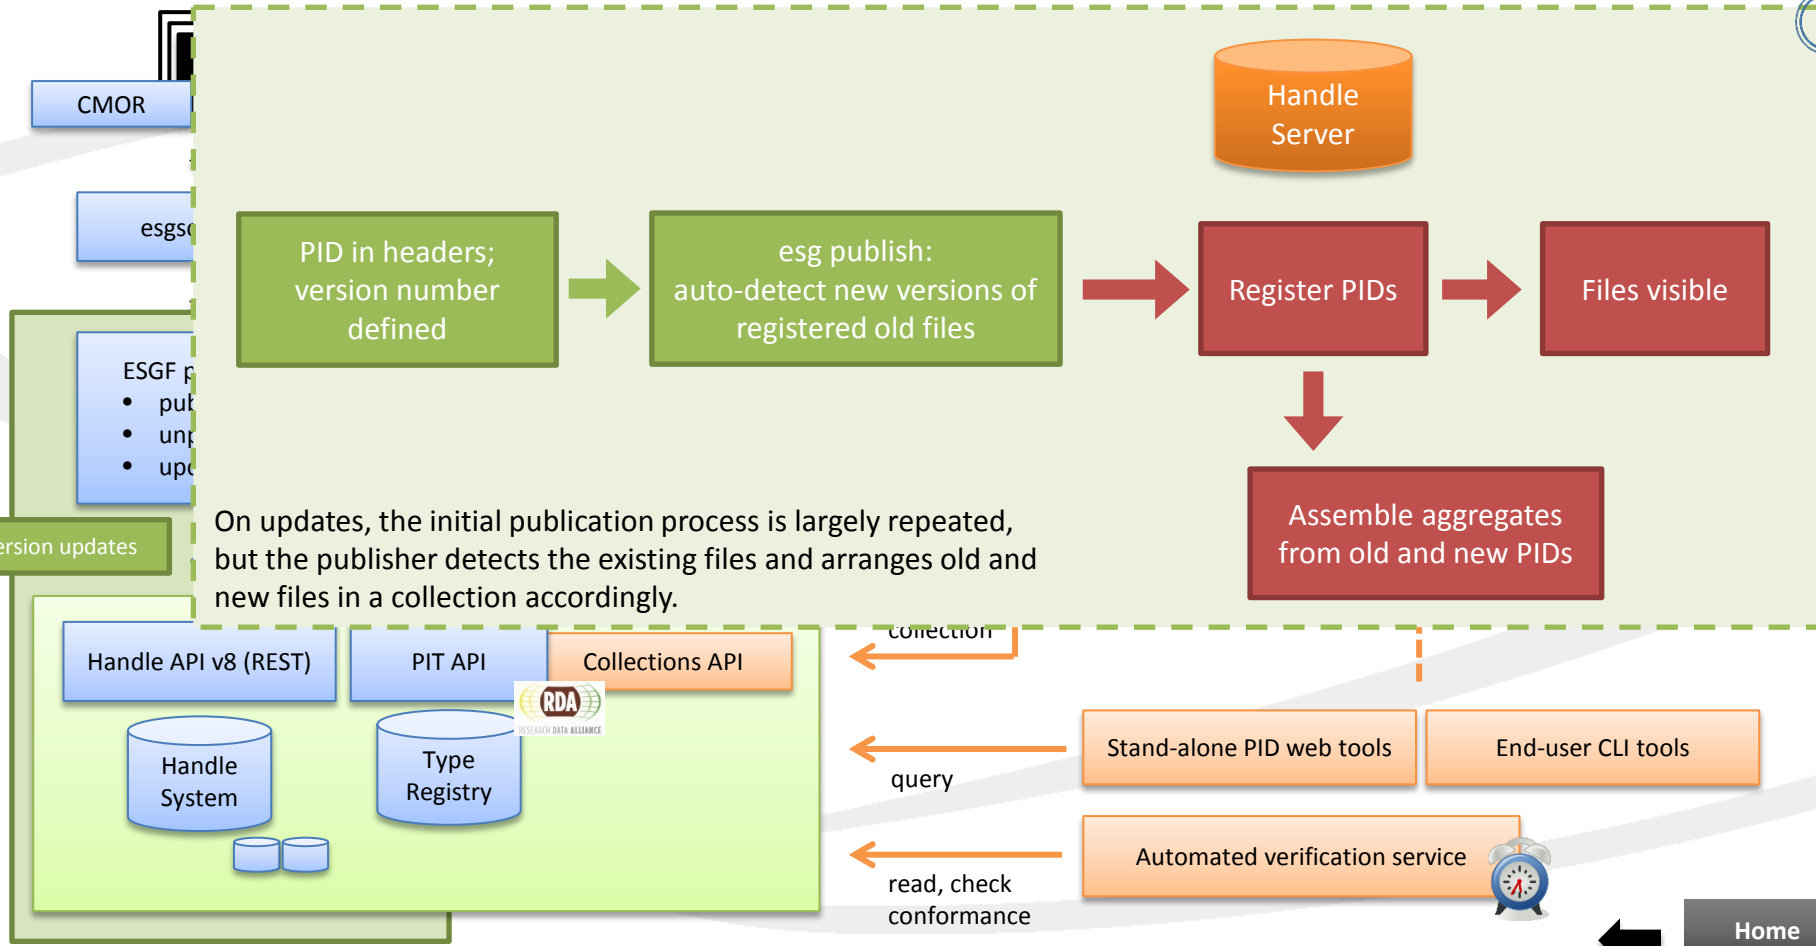 CMOR
Handle
Server
PID in headers;
version number
defined
esg publish:
auto-detect new versions of
registered old files
Register PIDs
Files visible
Assemble aggregates
from old and new PIDs
On updates, the initial publication process is largely repeated,
but the publisher detects the existing files and arranges old and
new files in a collection accordingly.
ESGF
updates
collection
Handle API v8 (REST)
PIT API
Collections API
RDA
RESEARCH DATA ALLIANCE
Handle
System
Type
Registry
query
Stand-alone PID web tools
End-user CLI tools
read, check
conformance
Automated verification service
Home